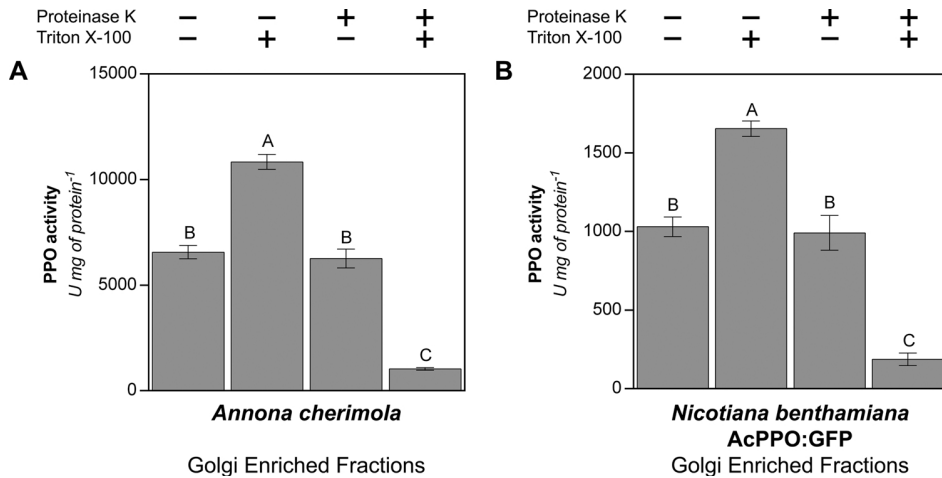 Proteinase K − − + +
Triton X-100 − + − +
A
15000
10000
5000
0
PPO activity
U mg of protein⁻¹
B
A
B
C
Annona cherimola
Golgi Enriched Fractions
Proteinase K − − + +
Triton X-100 − + − +
B
2000
1500
1000
500
0
PPO activity
U mg of protein⁻¹
B
A
B
C
Nicotiana benthamiana
AcPPO:GFP
Golgi Enriched Fractions